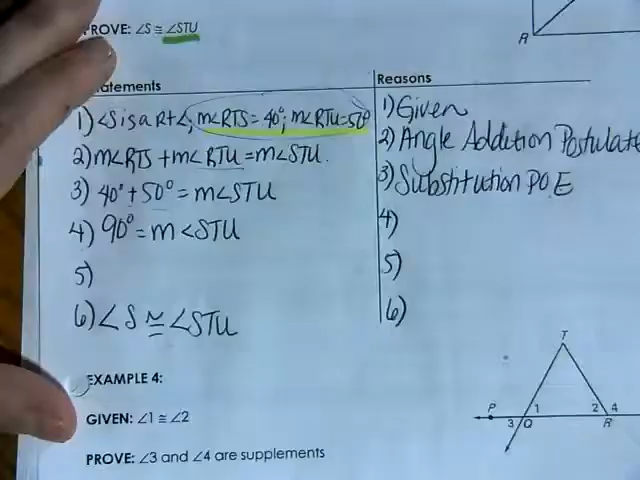 R
PROVE: ∠S ≅ ∠STU
Statements
Reasons
1) ∠S is a Rt ∠; m∠RTS = 40°; m∠RTU = 50°
1) Given
2) m∠RTS + m∠RTU = m∠STU.
2) Angle Addition Postulate
3) 40° + 50° = m∠STU
3) Substitution POE
4) 90° = m∠STU
4)
5)
5)
6) ∠S ≅ ∠STU
6)
EXAMPLE 4:
GIVEN: ∠1 ≅ ∠2
PROVE: ∠3 and ∠4 are supplements
T
P 1 2 4
3 Q R